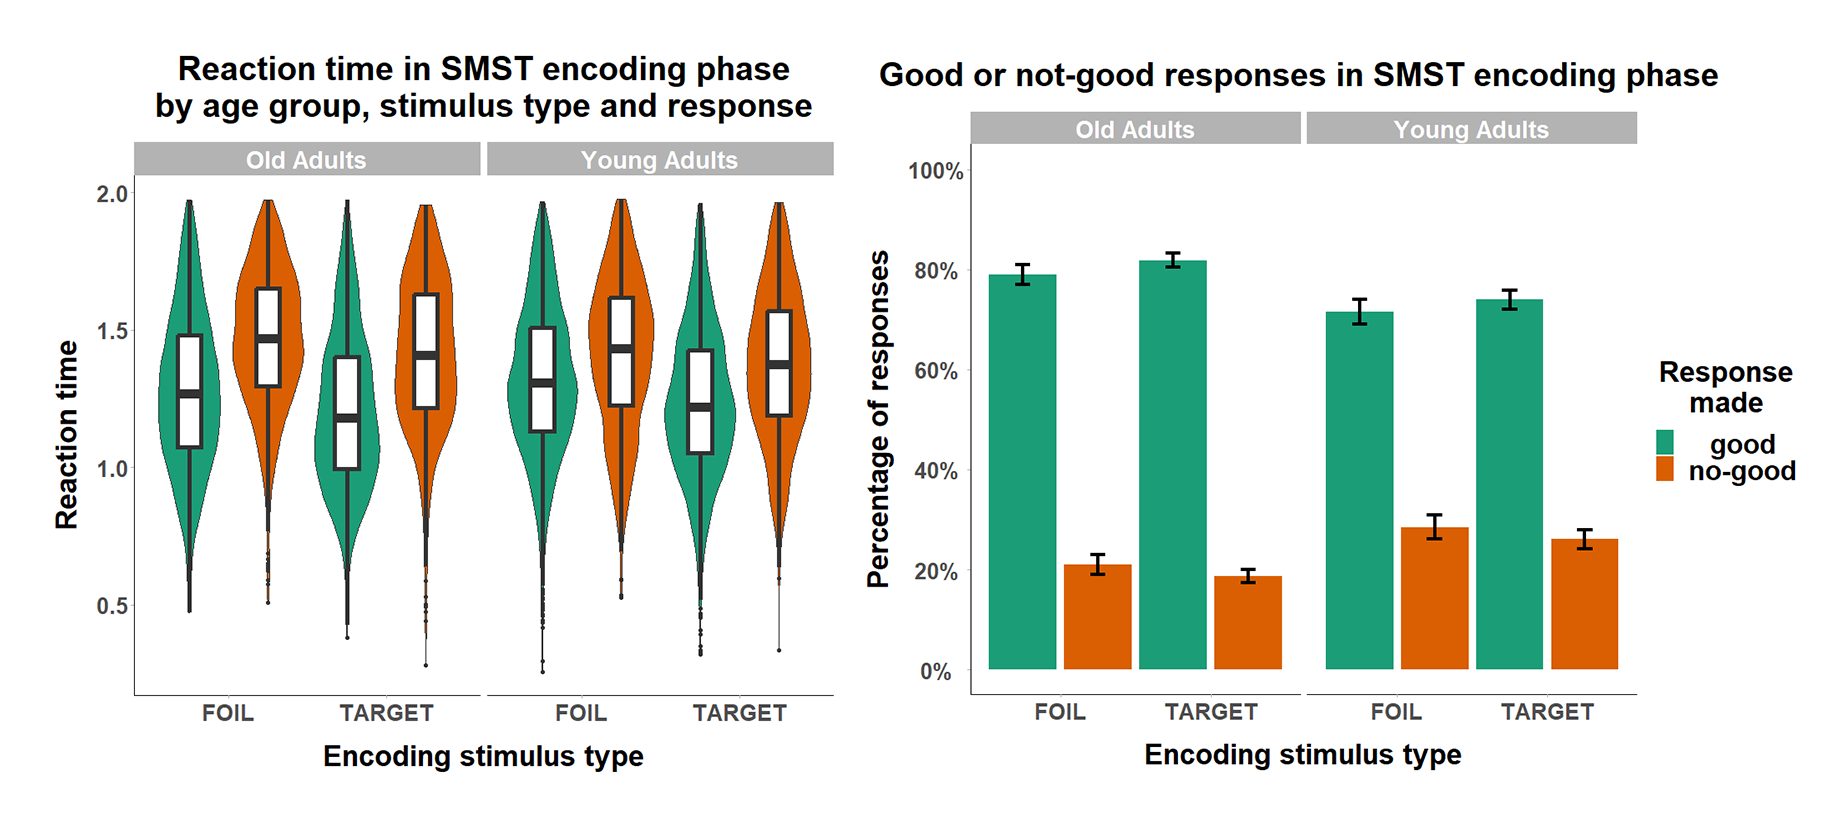 Reaction time in SMST encoding phase
by age group, stimulus type and response
Old Adults
Young Adults
2.0
1.5
1.0
0.5
Reaction time
FOIL
TARGET
FOIL
TARGET
Encoding stimulus type
Good or not-good responses in SMST encoding phase
Old Adults
Young Adults
100%
80%
60%
40%
20%
0%
Percentage of responses
FOIL
TARGET
FOIL
TARGET
Encoding stimulus type
Response
made
good
no-good